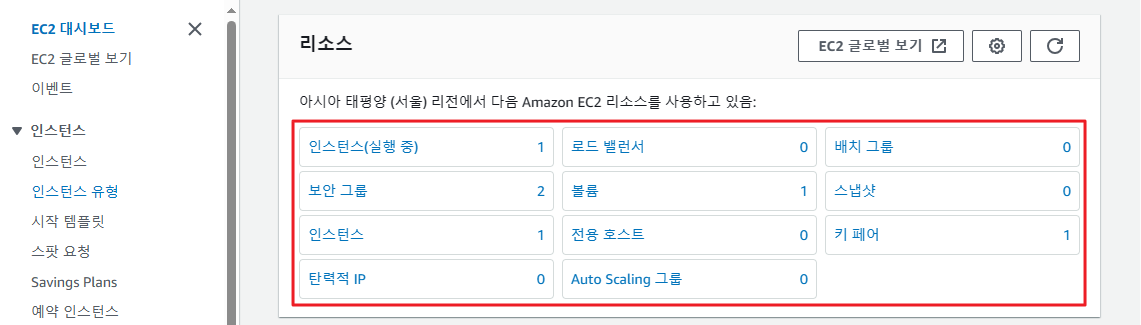 EC2 대시보드
EC2 글로벌 보기
이벤트
인스턴스
인스턴스
인스턴스 유형
시작 템플릿
스팟 요청
Savings Plans
예약 인스턴스
리소스
EC2 글로벌 보기
아시아 태평양 (서울) 리전에서 다음 Amazon EC2 리소스를 사용하고 있음:
인스턴스(실행 중) 1 로드 밸런서 0 배치 그룹 0
보안 그룹 2 볼륨 1 스냅샷 0
인스턴스 1 전용 호스트 0 키 페어 1
탄력적 IP 0 Auto Scaling 그룹 0